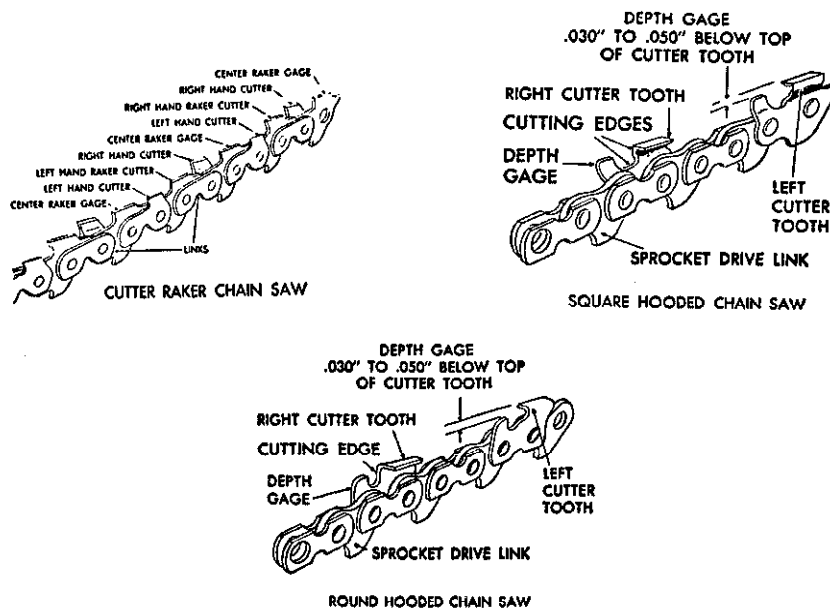 CENTER RAKER GAGE
RIGHT HAND CUTTER
RIGHT HAND RAKER CUTTER
LEFT HAND CUTTER
CENTER RAKER GAGE
RIGHT HAND CUTTER
LEFT HAND RAKER CUTTER
LEFT HAND CUTTER
CENTER RAKER GAGE
LINKS
CUTTER RAKER CHAIN SAW
DEPTH GAGE
.030" TO .050" BELOW TOP
OF CUTTER TOOTH
RIGHT CUTTER TOOTH
CUTTING EDGES
DEPTH
GAGE
LEFT
CUTTER
TOOTH
SPROCKET DRIVE LINK
SQUARE HOODED CHAIN SAW
DEPTH GAGE
.030" TO .050" BELOW TOP
OF CUTTER TOOTH
RIGHT CUTTER TOOTH
CUTTING EDGE
DEPTH
GAGE
LEFT
CUTTER
TOOTH
SPROCKET DRIVE LINK
ROUND HOODED CHAIN SAW